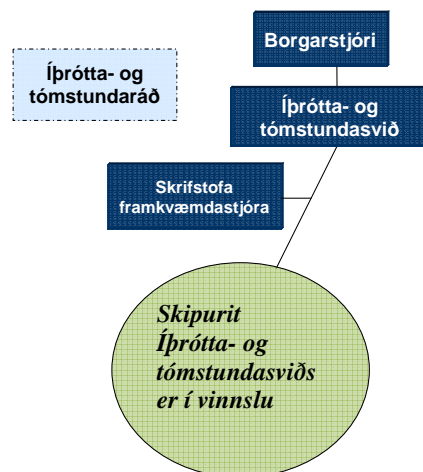 Borgarstjóri
Íþrótta- og
tómstundaráð
Íþrótta- og
tómstundasvið
Skrifstofa
framkvæmdastjóra
Skipurit
Íþrótta- og
tómstundasviðs
er í vinnslu